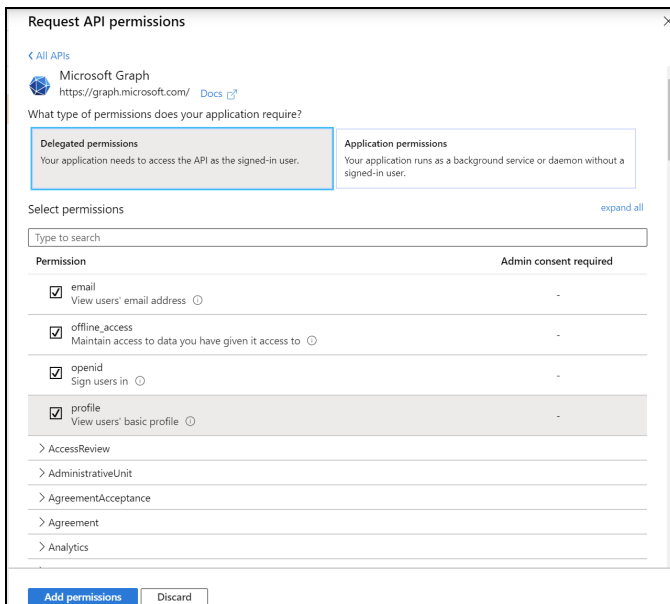 Request API permissions
All APIs
Microsoft Graph
https://graph.microsoft.com/ Docs
What type of permissions does your application require?
Delegated permissions
Your application needs to access the API as the signed-in user.
Application permissions
Your application runs as a background service or daemon without a
signed-in user.
Select permissions
expand all
Type to search
Permission
Admin consent required
email
View users' email address
-
offline_access
Maintain access to data you have given it access to
-
openid
Sign users in
-
profile
View users' basic profile
-
AccessReview
AdministrativeUnit
AgreementAcceptance
Agreement
Analytics
Add permissions
Discard